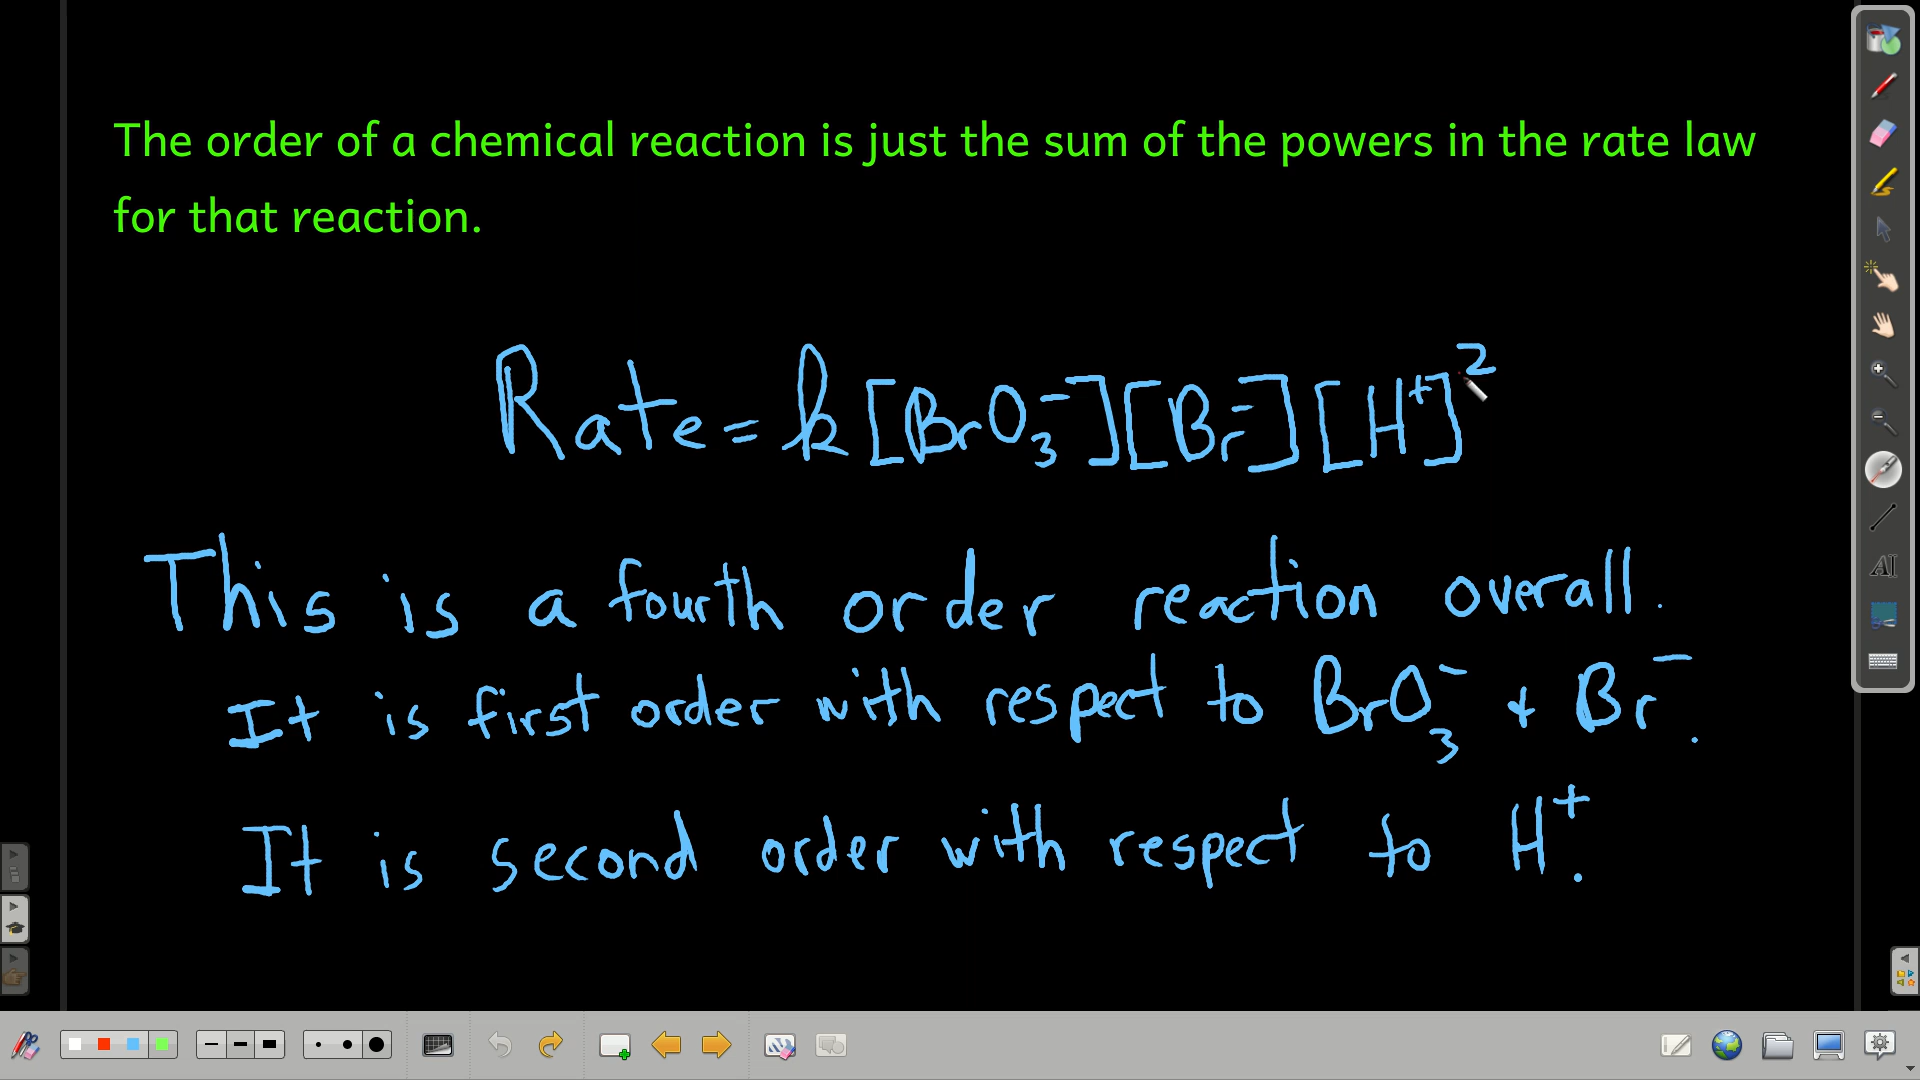 The order of a chemical reaction is just the sum of the powers in the rate law
for that reaction.
Rate = k[BrO₃⁻][Br⁻][H⁺]²
This is a fourth order reaction overall.
It is first order with respect to BrO₃⁻ + Br⁻.
It is second order with respect to H⁺.